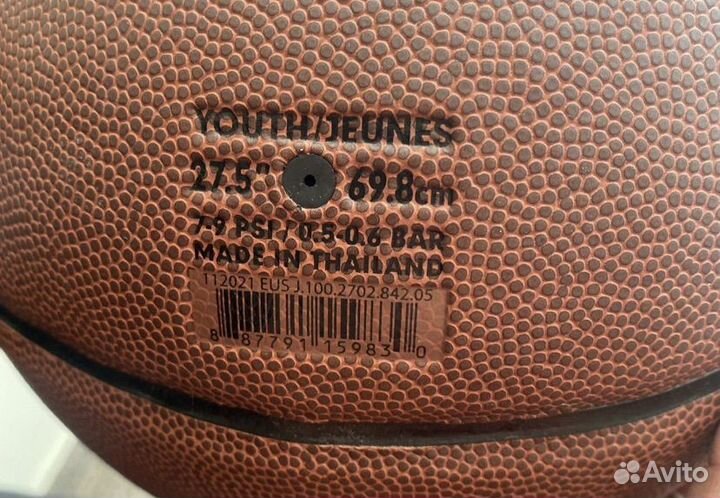 YOUTH/JEUNES
27.5" 69.8cm
7-9 PSI / 0.5-0.6 BAR
MADE IN THAILAND
112021 EUS J.100.2702.842.05
8 87791 15983 0
Avito